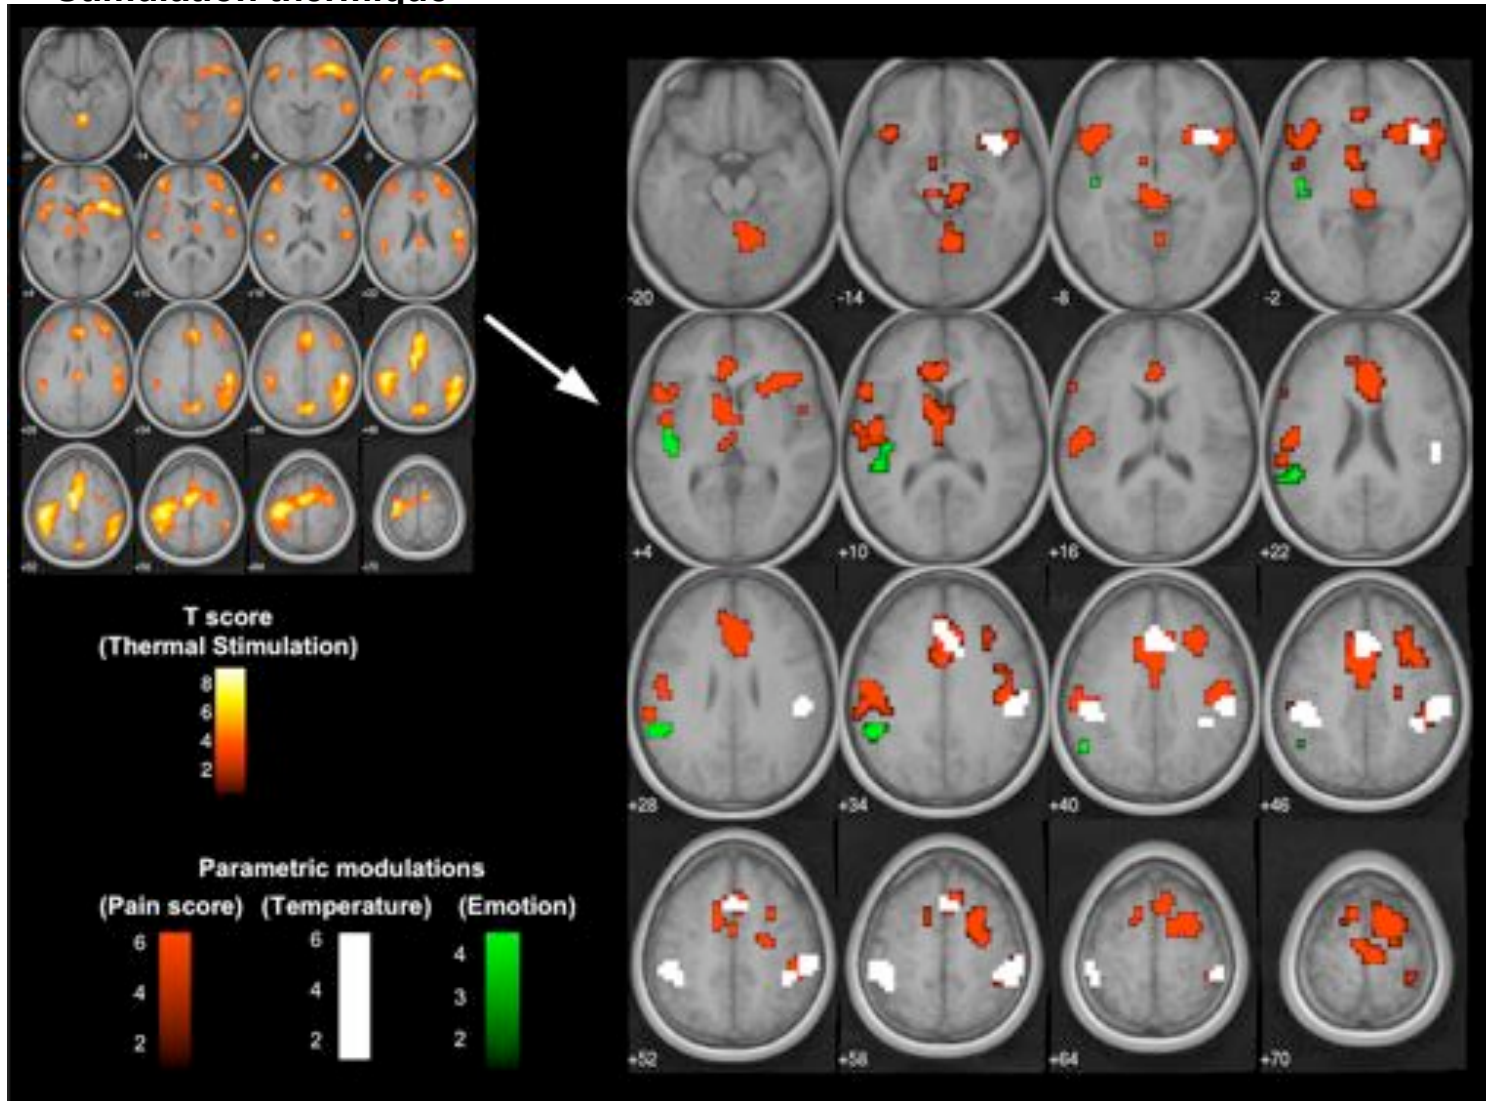 Stimulation thermique
-20
-14
-8
-2
+4
+10
+16
+22
+28
+34
+40
+46
+52
+58
+64
+70
T score
(Thermal Stimulation)
8
6
4
2
Parametric modulations
(Pain score) (Temperature) (Emotion)
6 6 4
4 4 3
2 2 2